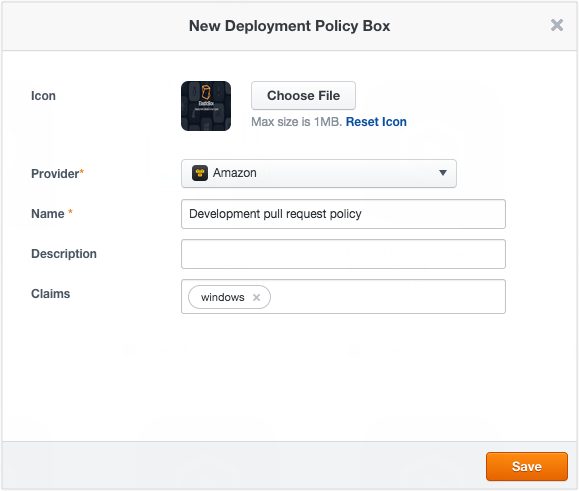 New Deployment Policy Box
Icon
Choose File
Max size is 1MB. Reset Icon
Provider*
Amazon
Name *
Development pull request policy
Description
Claims
windows
Save